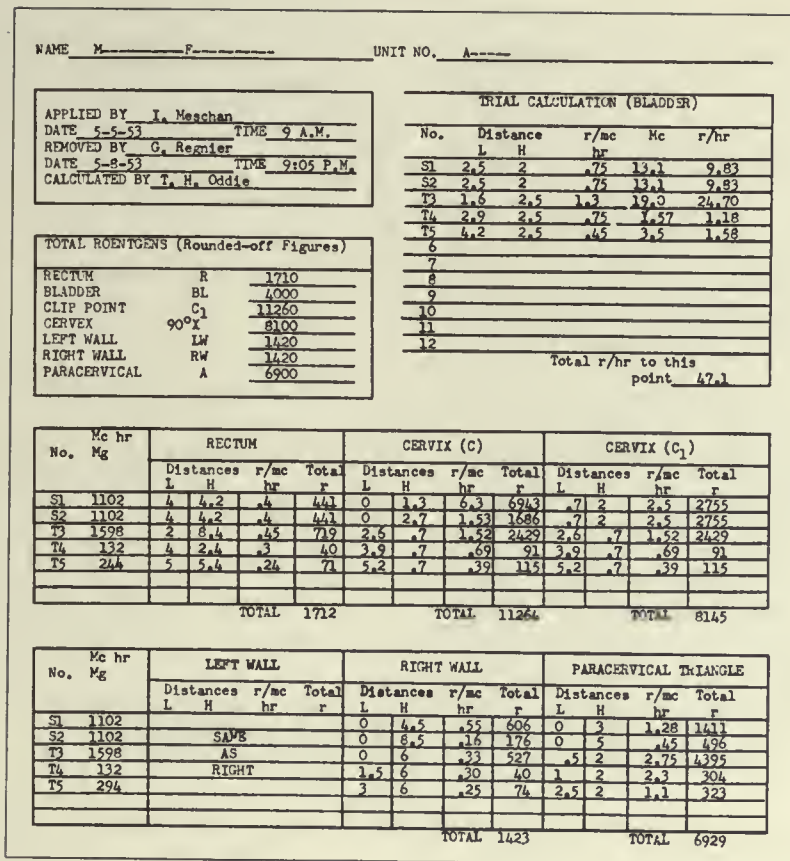 NAME M----------F---------- UNIT NO. A-----
APPLIED BY I. Meschan
DATE 5-5-53 TIME 9 A.M.
REMOVED BY G. Regnier
DATE 5-8-53 TIME 9:05 P.M.
CALCULATED BY T. H. Oddie
TOTAL ROENTGENS (Rounded-off Figures)
RECTUM R 1710
BLADDER BL 4000
CLIP POINT C1 11260
CERVEX 90°X 8100
LEFT WALL LW 1420
RIGHT WALL RW 1420
PARACERVICAL A 6900
TRIAL CALCULATION (BLADDER)
No. Distance r/mc Mc r/hr
L H hr
S1 2.5 2 .75 13.1 9.83
S2 2.5 2 .75 13.1 9.83
T3 1.6 2.5 1.3 19.0 24.70
T4 2.9 2.5 .75 1.57 1.18
T5 4.2 2.5 .45 3.5 1.58
6
7
8
9
10
11
12
Total r/hr to this
point 47.1
No. Mc hr Mg RECTUM CERVIX (C) CERVIX (C1)
Distances r/mc Total Distances r/mc Total Distances r/mc Total
L H hr r L H hr r L H hr r
S1 1102 4 4.2 .4 441 0 1.3 6.3 6943 .7 2 2.5 2755
S2 1102 4 4.2 .4 441 0 2.7 1.53 1686 .7 2 2.5 2755
T3 1598 2 8.4 .45 719 2.6 .7 1.52 2429 2.6 .7 1.52 2429
T4 132 4 2.4 .3 40 3.9 .7 .69 91 3.9 .7 .69 91
T5 244 5 5.4 .24 71 5.2 .7 .39 115 5.2 .7 .39 115
TOTAL 1712 TOTAL 11264 TOTAL 8145
No. Mc hr Mg LEFT WALL RIGHT WALL PARACERVICAL TRIANGLE
Distances r/mc Total Distances r/mc Total Distances r/mc Total
L H hr r L H hr r L H hr r
S1 1102 0 4.5 .55 606 0 3 1.28 1411
S2 1102 SAME 0 8.5 .16 176 0 5 .45 496
T3 1598 AS 0 6 .33 527 .5 2 2.75 4395
T4 132 RIGHT 1.5 6 .30 40 1 2 2.3 304
T5 294 3 6 .25 74 2.5 2 1.1 323
TOTAL 1423 TOTAL 6929